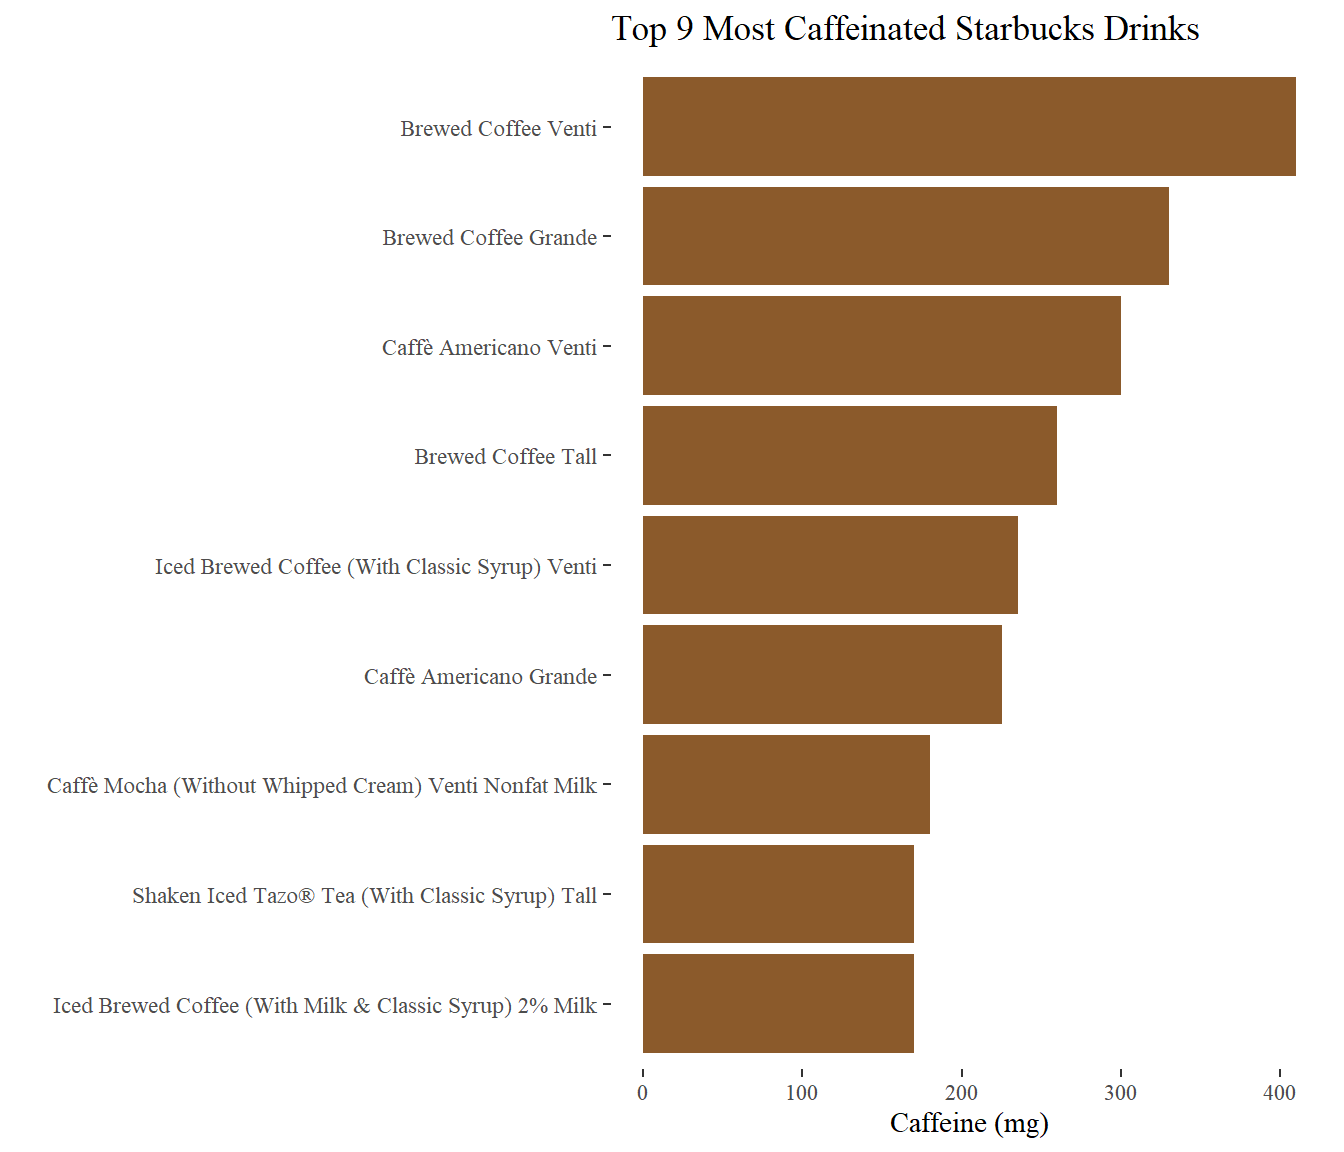 Top 9 Most Caffeinated Starbucks Drinks
Brewed Coffee Venti
Brewed Coffee Grande
Caffè Americano Venti
Brewed Coffee Tall
Iced Brewed Coffee (With Classic Syrup) Venti
Caffè Americano Grande
Caffè Mocha (Without Whipped Cream) Venti Nonfat Milk
Shaken Iced Tazo® Tea (With Classic Syrup) Tall
Iced Brewed Coffee (With Milk & Classic Syrup) 2% Milk
0 100 200 300 400
Caffeine (mg)